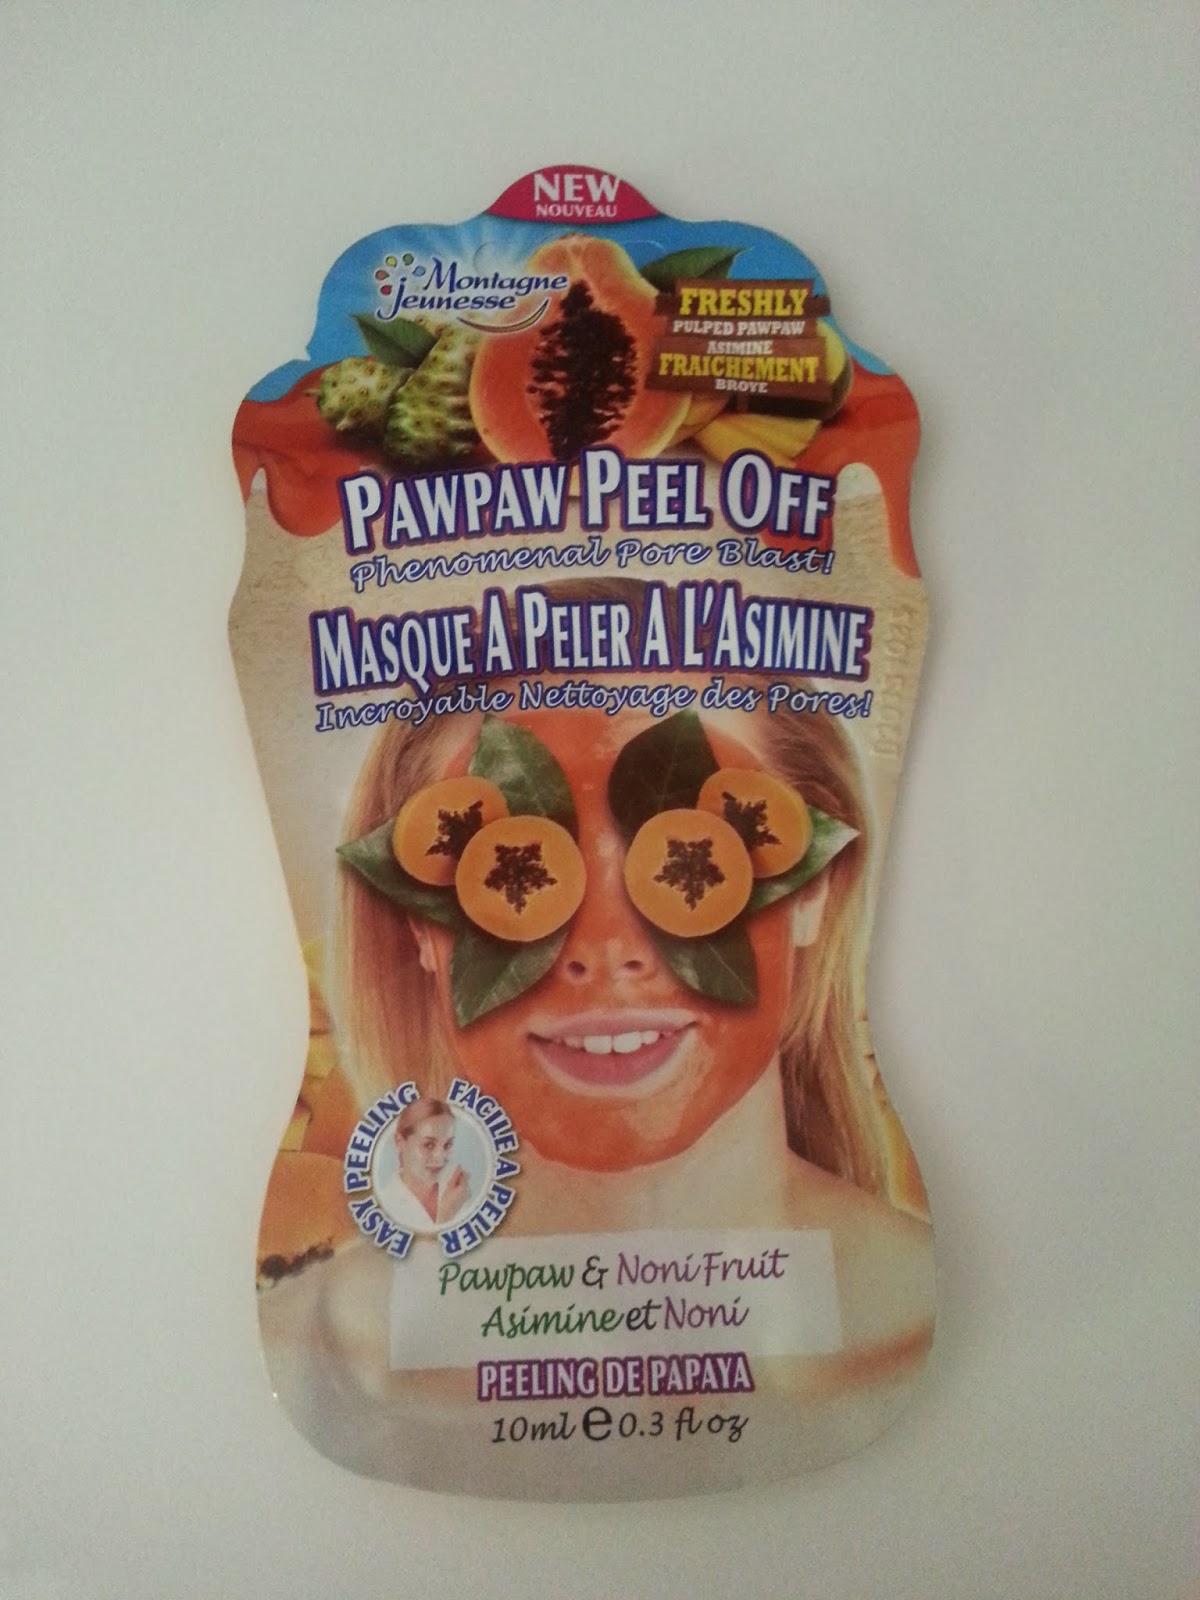 NEW
NOUVEAU
Montagne
Jeunesse
FRESHLY
PULPED PAWPAW
ASIMINE
FRAICHEMENT
BROYE
PAWPAW PEEL OFF
Phenomenal Pore Blast!
MASQUE A PELER A L'ASIMINE
Incroyable Nettoyage des Pores!
EASY PEELING
FACILE A PELER
Pawpaw & Noni Fruit
Asimine et Noni
PEELING DE PAPAYA
10ml e 0.3 fl oz